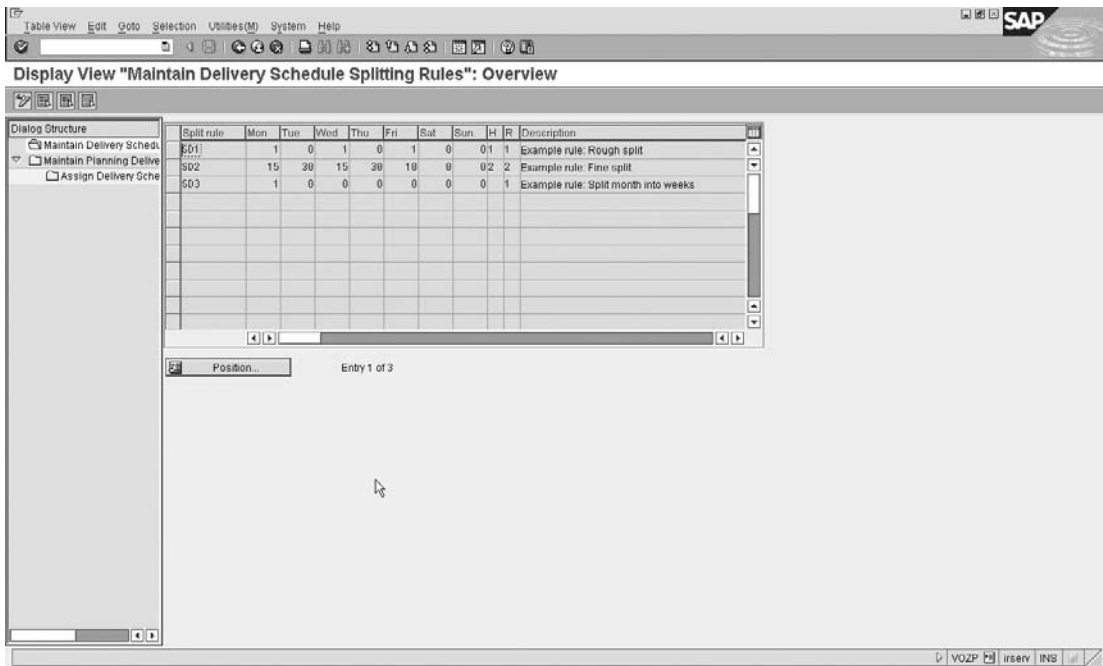 Table View Edit Goto Selection Utilities(M) System Help
SAP
Display View "Maintain Delivery Schedule Splitting Rules": Overview
Dialog Structure
Maintain Delivery Schedu
Maintain Planning Delive
Assign Delivery Sche
Split rule Mon Tue Wed Thu Fri Sat Sun H R Description
SD1 1 0 1 0 1 0 0 1 1 Example rule: Rough split
SD2 15 30 15 30 10 0 0 2 2 Example rule: Fine split
SD3 1 0 0 0 0 0 0 1 Example rule: Split month into weeks
Position...
Entry 1 of 3
VOZP irserv INS